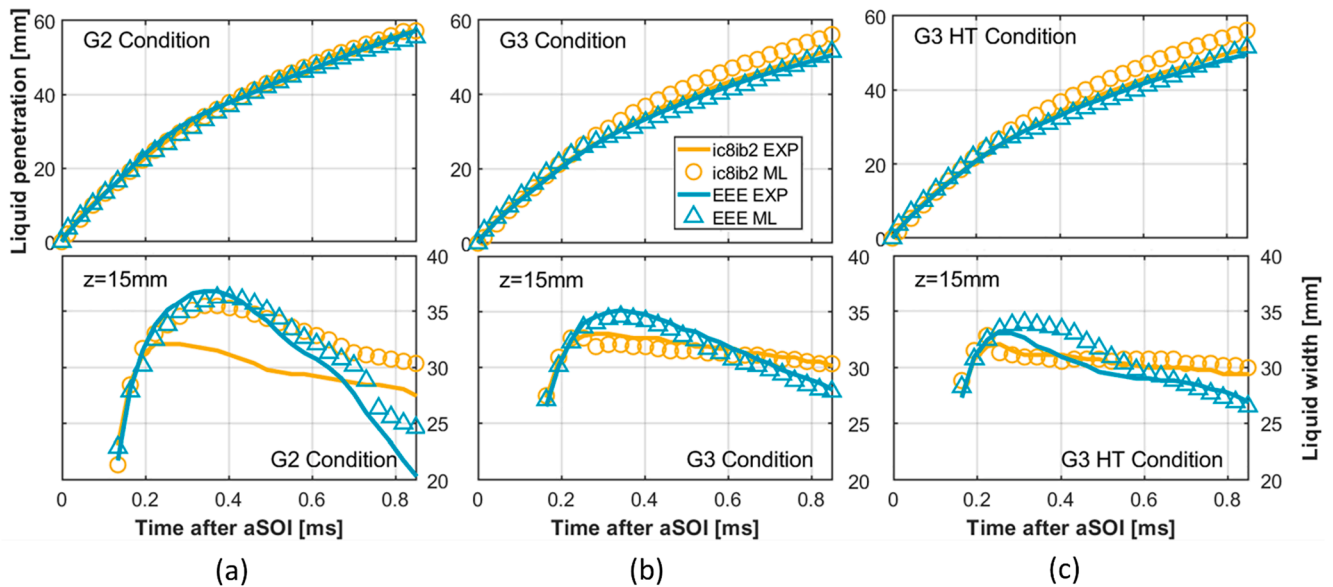 Liquid penetration [mm]
60
40
20
0
G2 Condition
60
40
20
0
G3 Condition
ic8ib2 EXP
ic8ib2 ML
EEE EXP
EEE ML
60
40
20
0
G3 HT Condition
z=15mm
G2 Condition
40
35
30
25
20
z=15mm
G3 Condition
40
35
30
25
20
z=15mm
G3 HT Condition
40
35
30
25
20
Liquid width [mm]
0 0.2 0.4 0.6 0.8
0 0.2 0.4 0.6 0.8
0 0.2 0.4 0.6 0.8
Time after aSOI [ms]
Time after aSOI [ms]
Time after aSOI [ms]
(a)
(b)
(c)